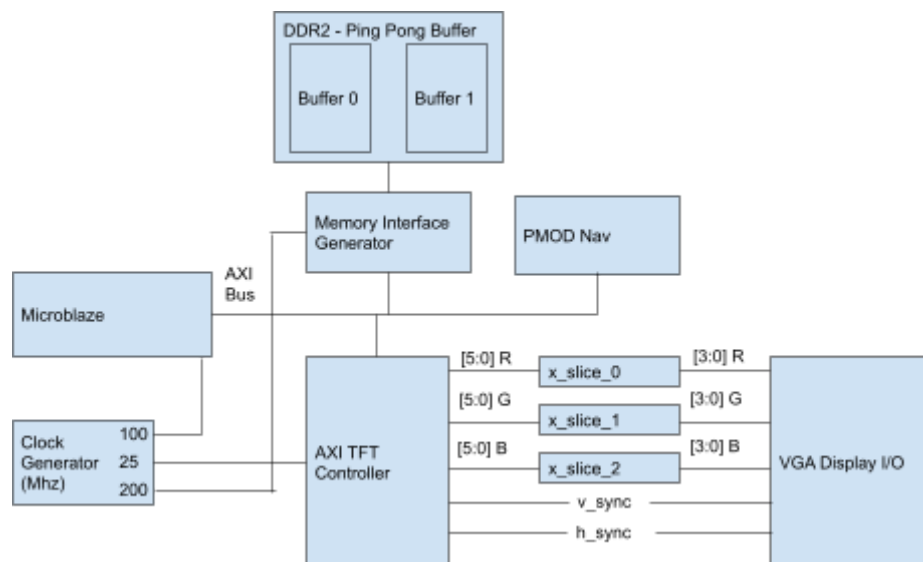 DDR2 - Ping Pong Buffer
Buffer 0
Buffer 1
Memory Interface
Generator
PMOD Nav
AXI
Bus
Microblaze
Clock
Generator
(Mhz)
100
25
200
AXI TFT
Controller
[5:0] R
x_slice_0
[3:0] R
[5:0] G
x_slice_1
[3:0] G
[5:0] B
x_slice_2
[3:0] B
v_sync
h_sync
VGA Display I/O